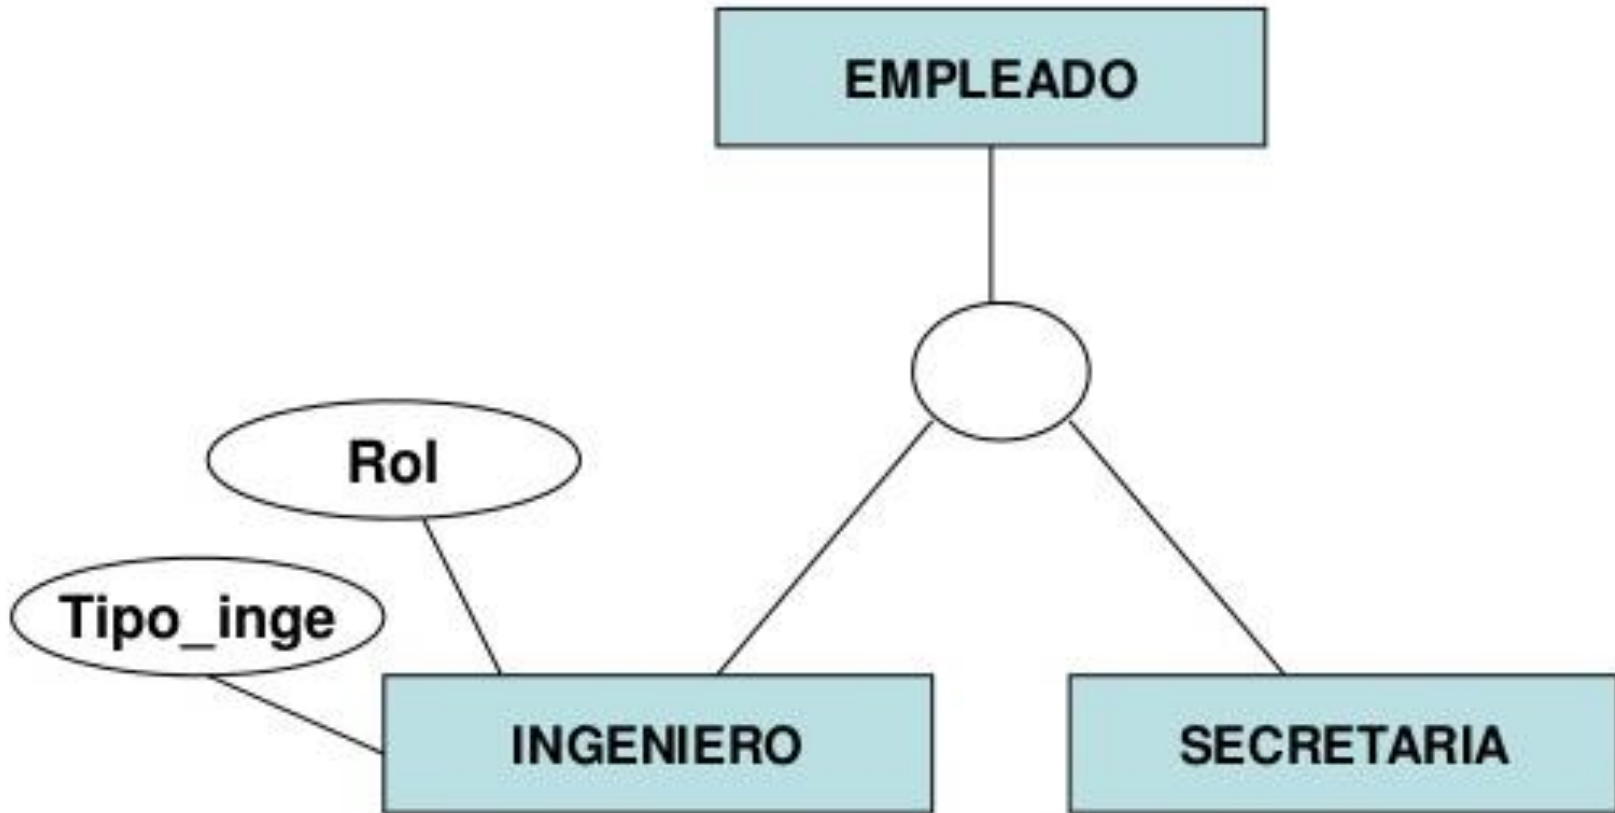 EMPLEADO
Rol
Tipo_inge
INGENIERO
SECRETARIA